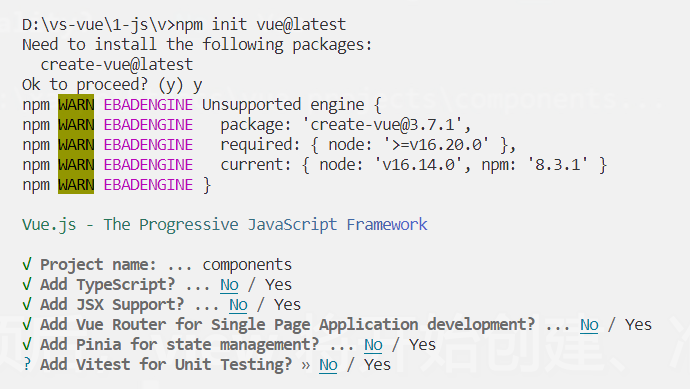 D:\vs-vue\1-js\v>npm init vue@latest
Need to install the following packages:
  create-vue@latest
Ok to proceed? (y) y
npm WARN EBADENGINE Unsupported engine {
npm WARN EBADENGINE   package: 'create-vue@3.7.1',
npm WARN EBADENGINE   required: { node: '>=v16.20.0' },
npm WARN EBADENGINE   current: { node: 'v16.14.0', npm: '8.3.1' }
npm WARN EBADENGINE }
Vue.js - The Progressive JavaScript Framework
√ Project name: ... components
√ Add TypeScript? ... No / Yes
√ Add JSX Support? ... No / Yes
√ Add Vue Router for Single Page Application development? ... No / Yes
√ Add Pinia for state management? ... No / Yes
? Add Vitest for Unit Testing? » No / Yes